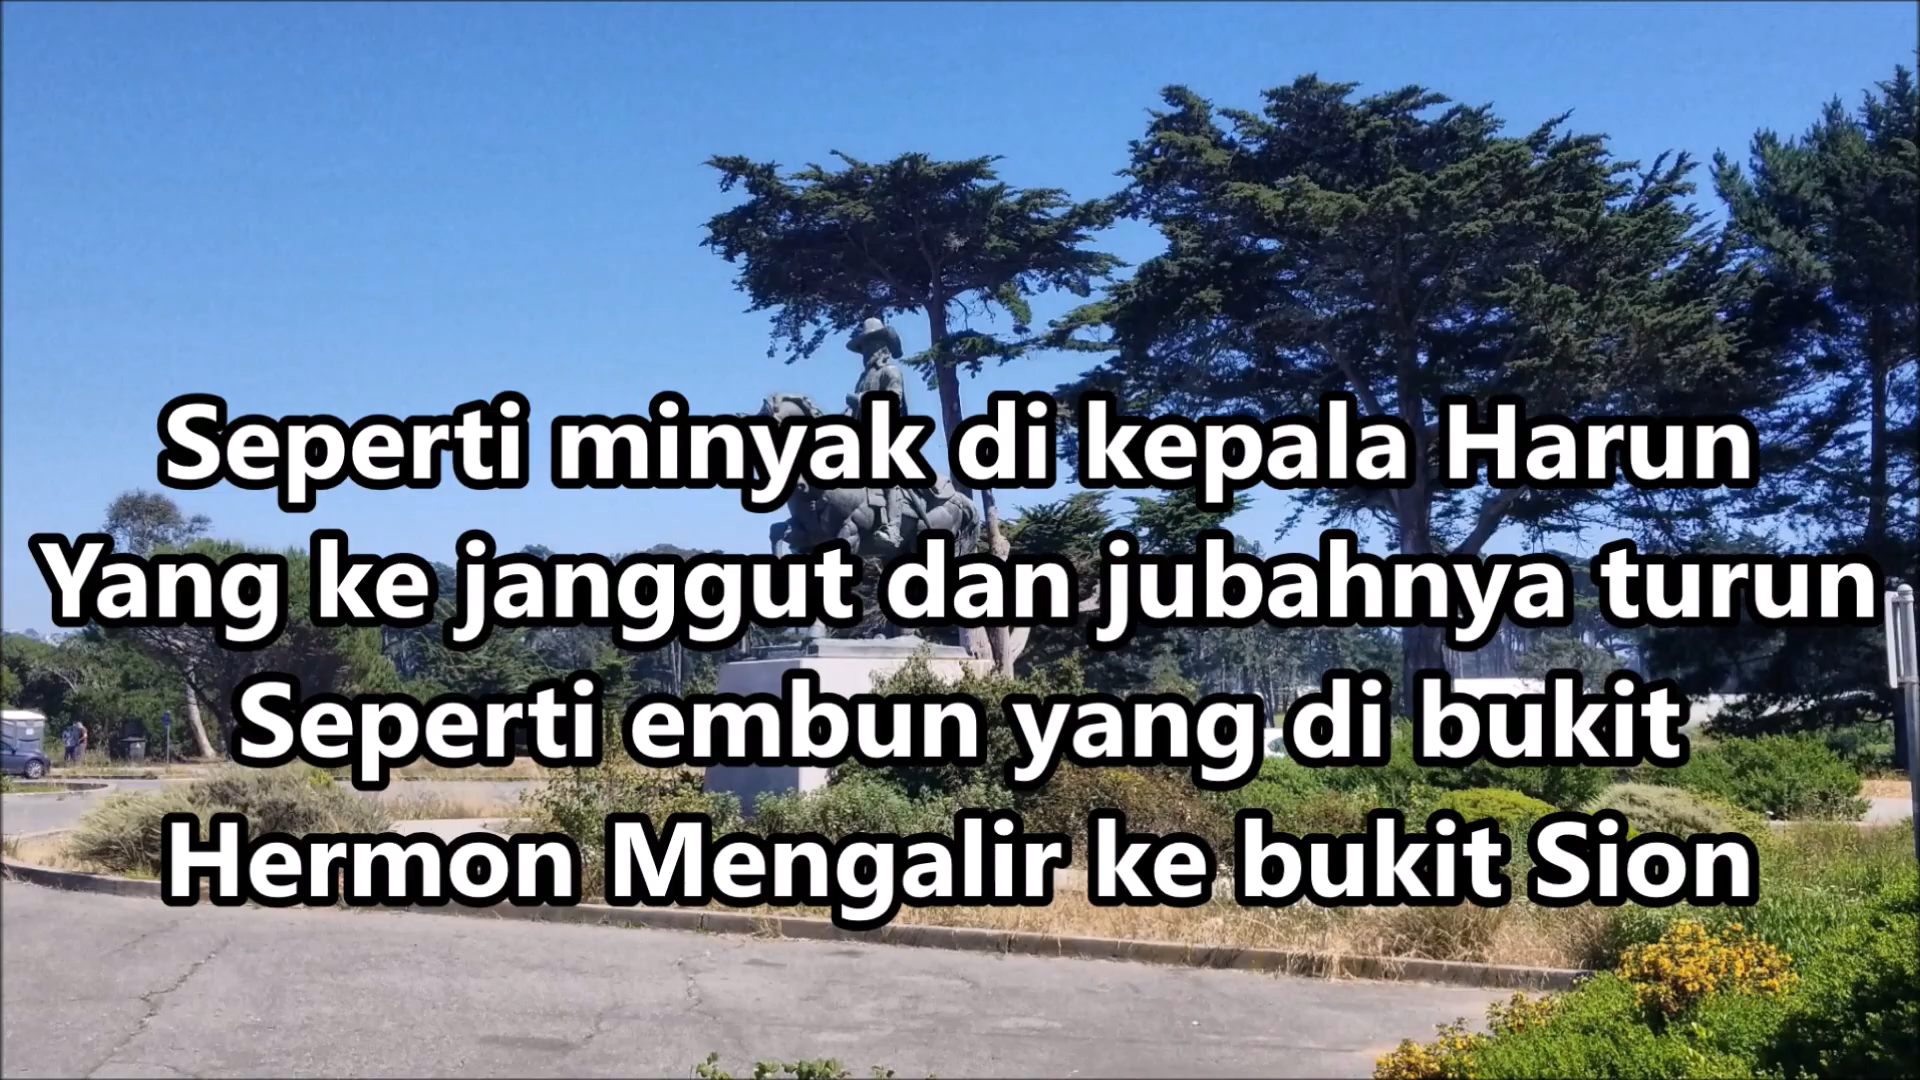 Seperti minyak di kepala Harun
Yang ke janggut dan jubahnya turun
Seperti embun yang di bukit
Hermon Mengalir ke bukit Sion